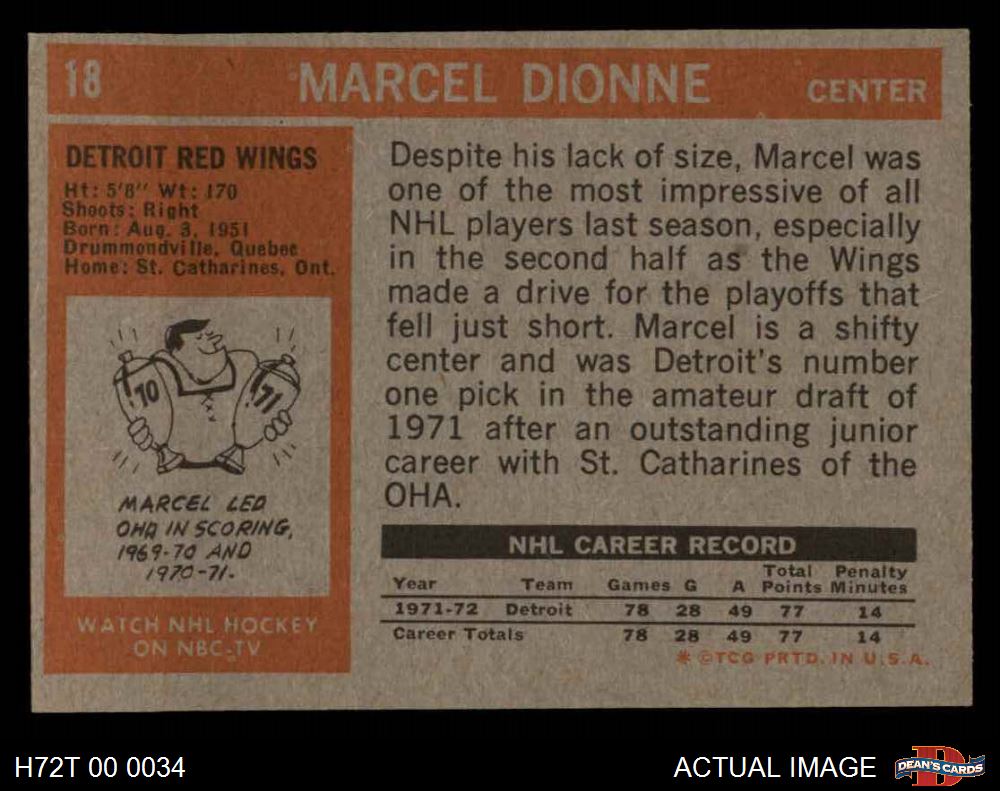 18 MARCEL DIONNE CENTER
DETROIT RED WINGS
Ht: 5'8" Wt: 170
Shoots: Right
Born: Aug. 3, 1951
Drummondville, Quebec
Home: St. Catharines, Ont.
70 71
MARCEL LED
OHA IN SCORING,
1969-70 AND
1970-71.
WATCH NHL HOCKEY
ON NBC-TV
Despite his lack of size, Marcel was
one of the most impressive of all
NHL players last season, especially
in the second half as the Wings
made a drive for the playoffs that
fell just short. Marcel is a shifty
center and was Detroit's number
one pick in the amateur draft of
1971 after an outstanding junior
career with St. Catharines of the
OHA.
NHL CAREER RECORD
Year Team Games G A Total Points Penalty Minutes
1971-72 Detroit 78 28 49 77 14
Career Totals 78 28 49 77 14
* ©TCG PRTD. IN U.S.A.
H72T 00 0034
ACTUAL IMAGE
D
DEAN'S CARDS